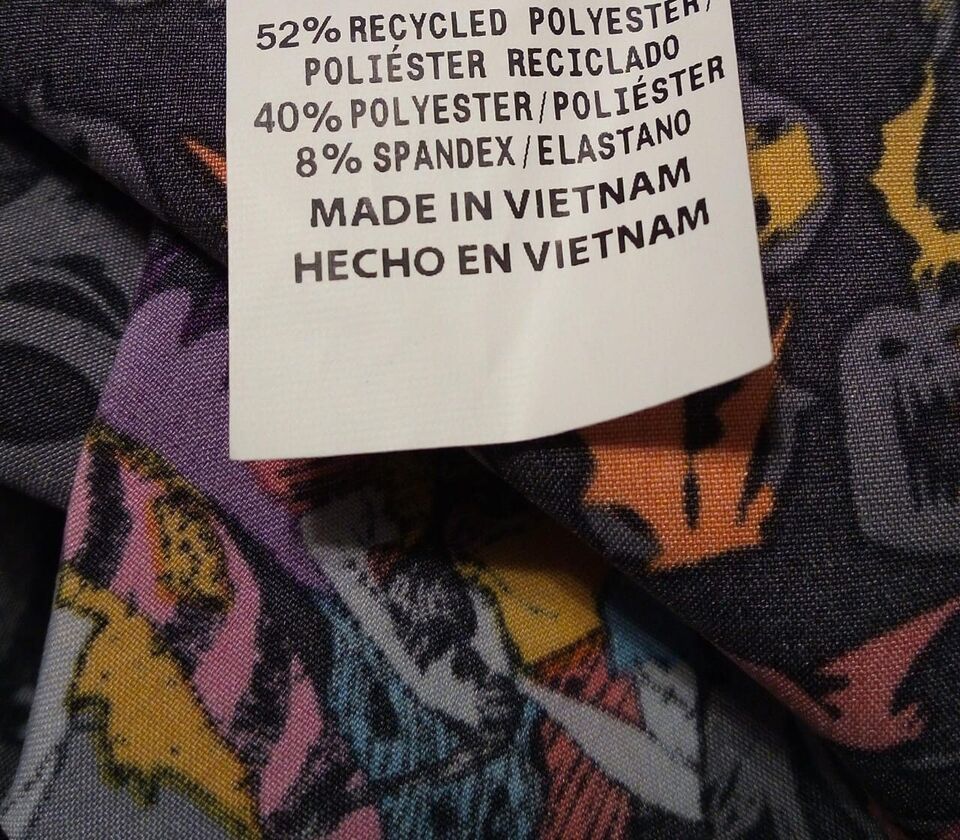 52% RECYCLED POLYESTER/
POLIÉSTER RECICLADO
40% POLYESTER/POLIÉSTER
8% SPANDEX/ELASTANO
MADE IN VIETNAM
HECHO EN VIETNAM